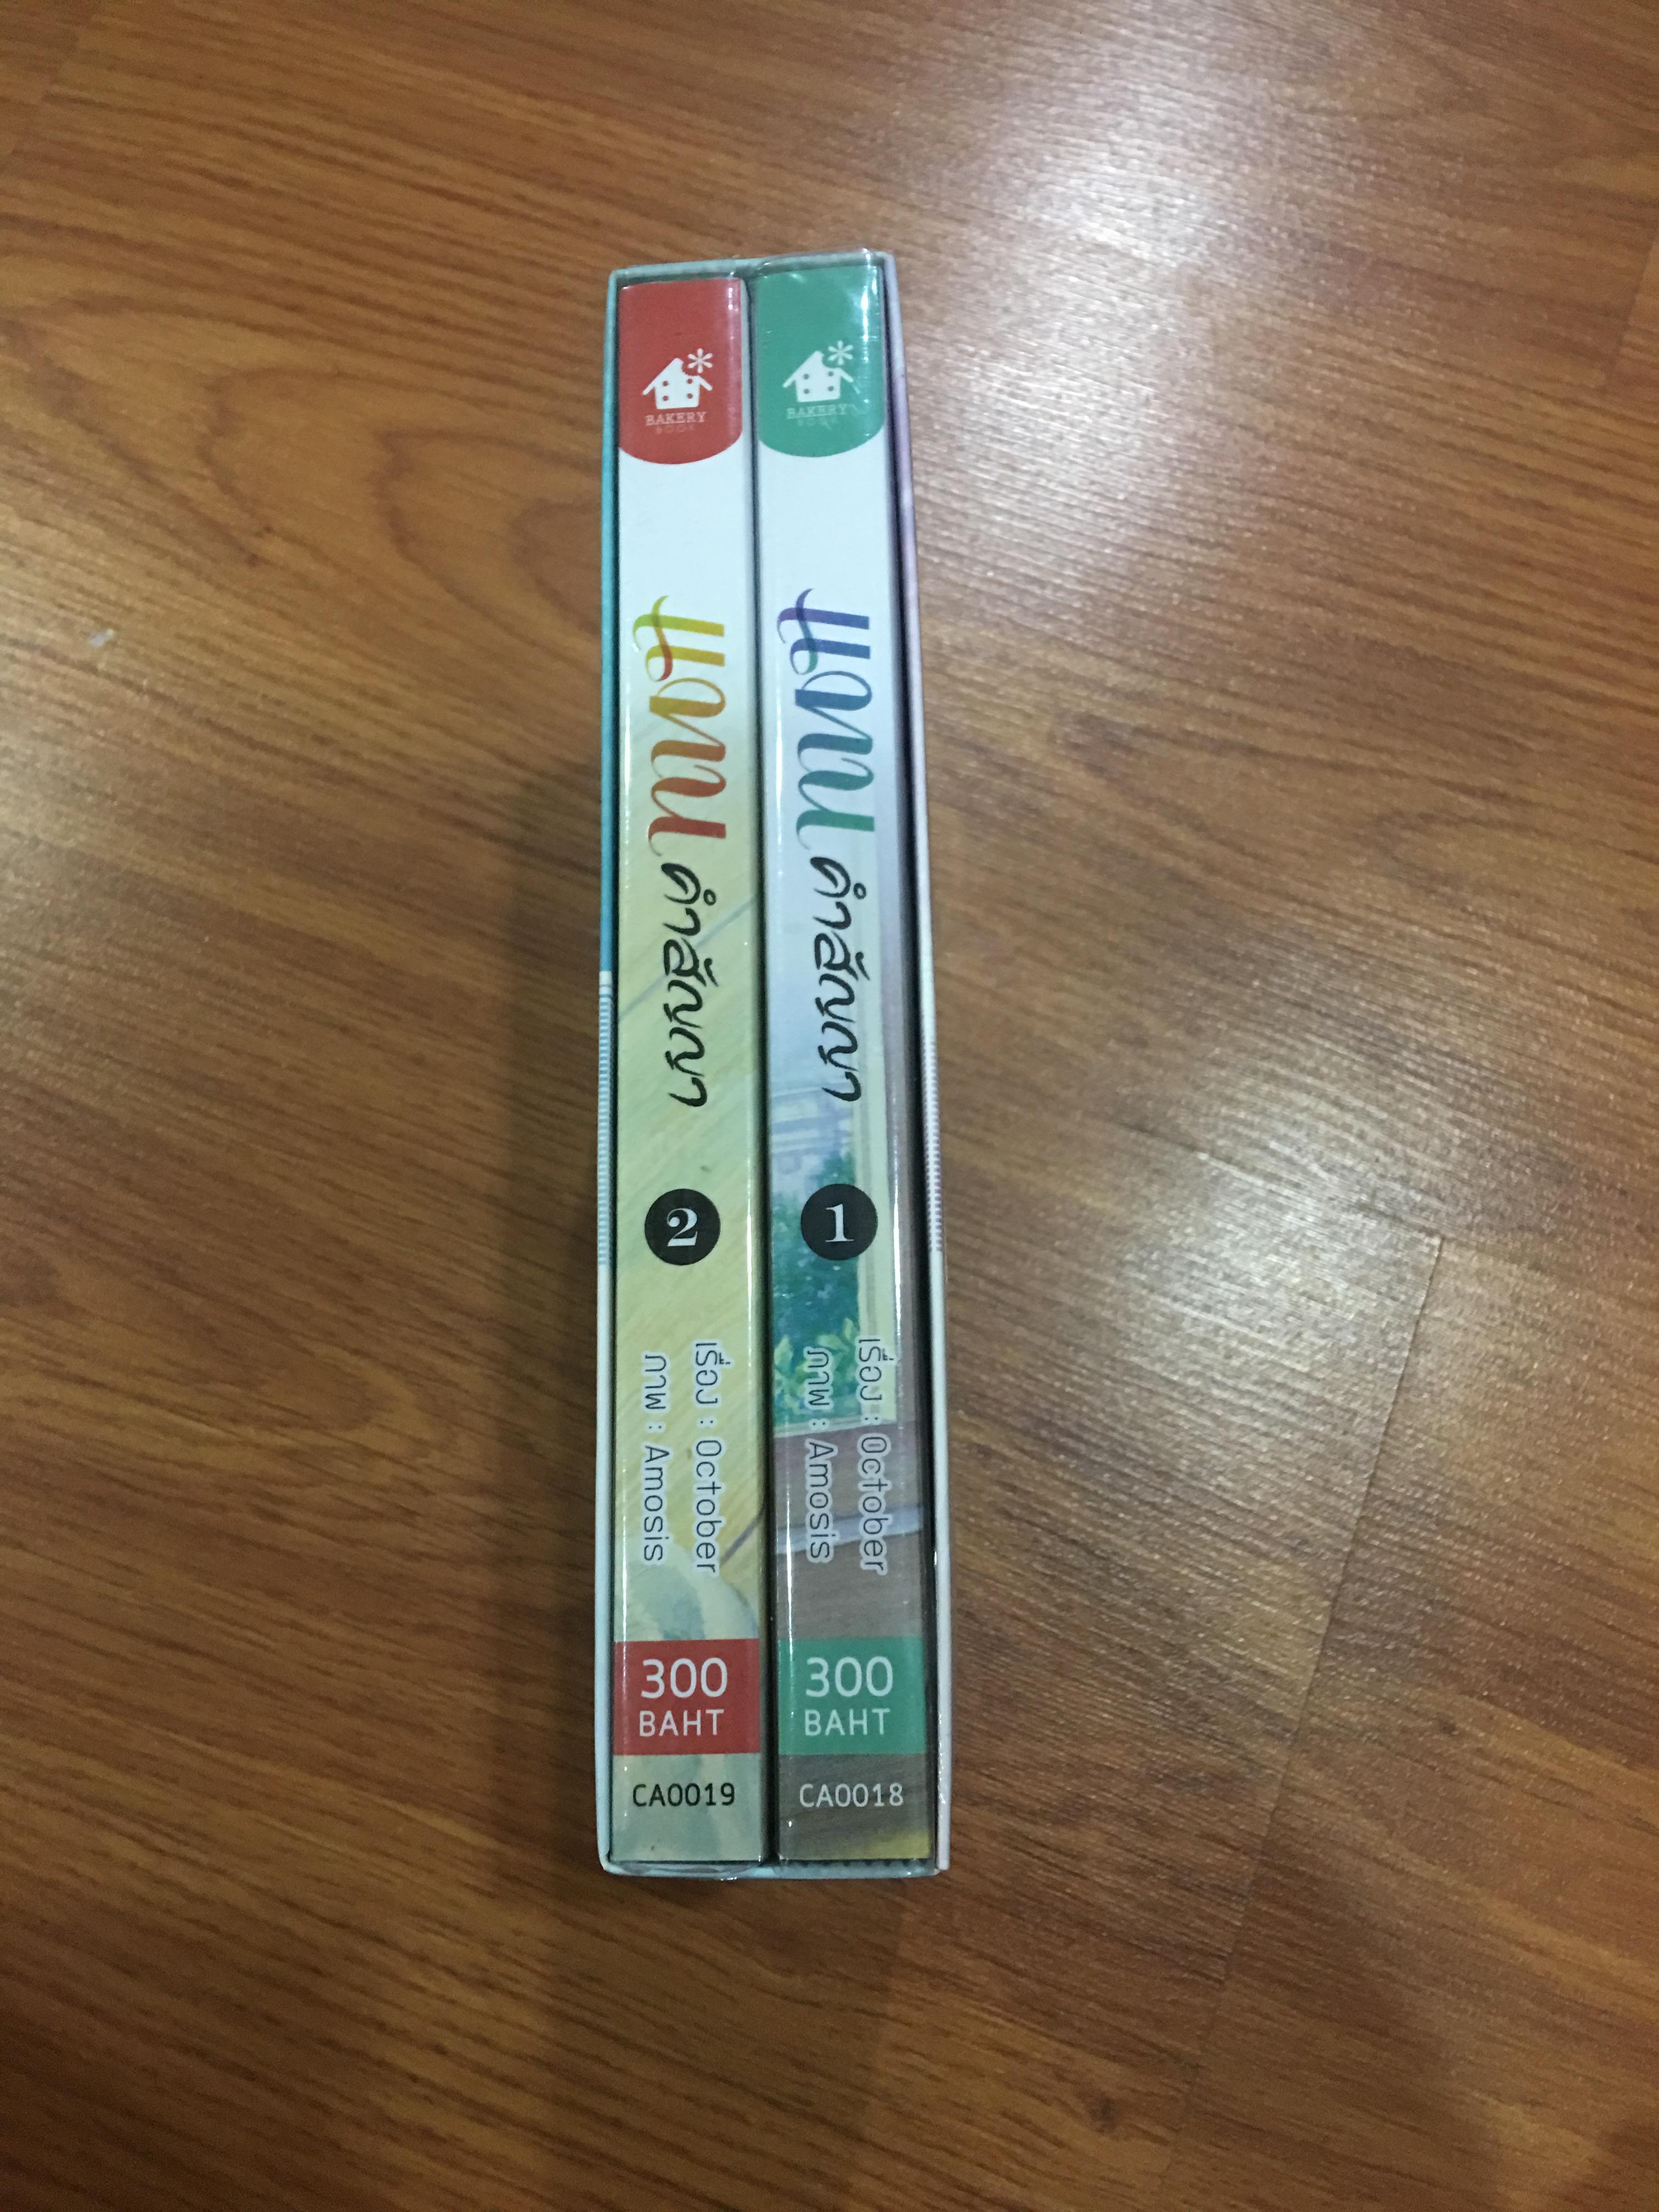 BAKERY
BOOK
แทน
คำสัญญา
2
เรื่อง : October
ภาพ : Amosis
300
BAHT
CA0019
BAKERY
BOOK
แทน
คำสัญญา
1
เรื่อง : October
ภาพ : Amosis
300
BAHT
CA0018